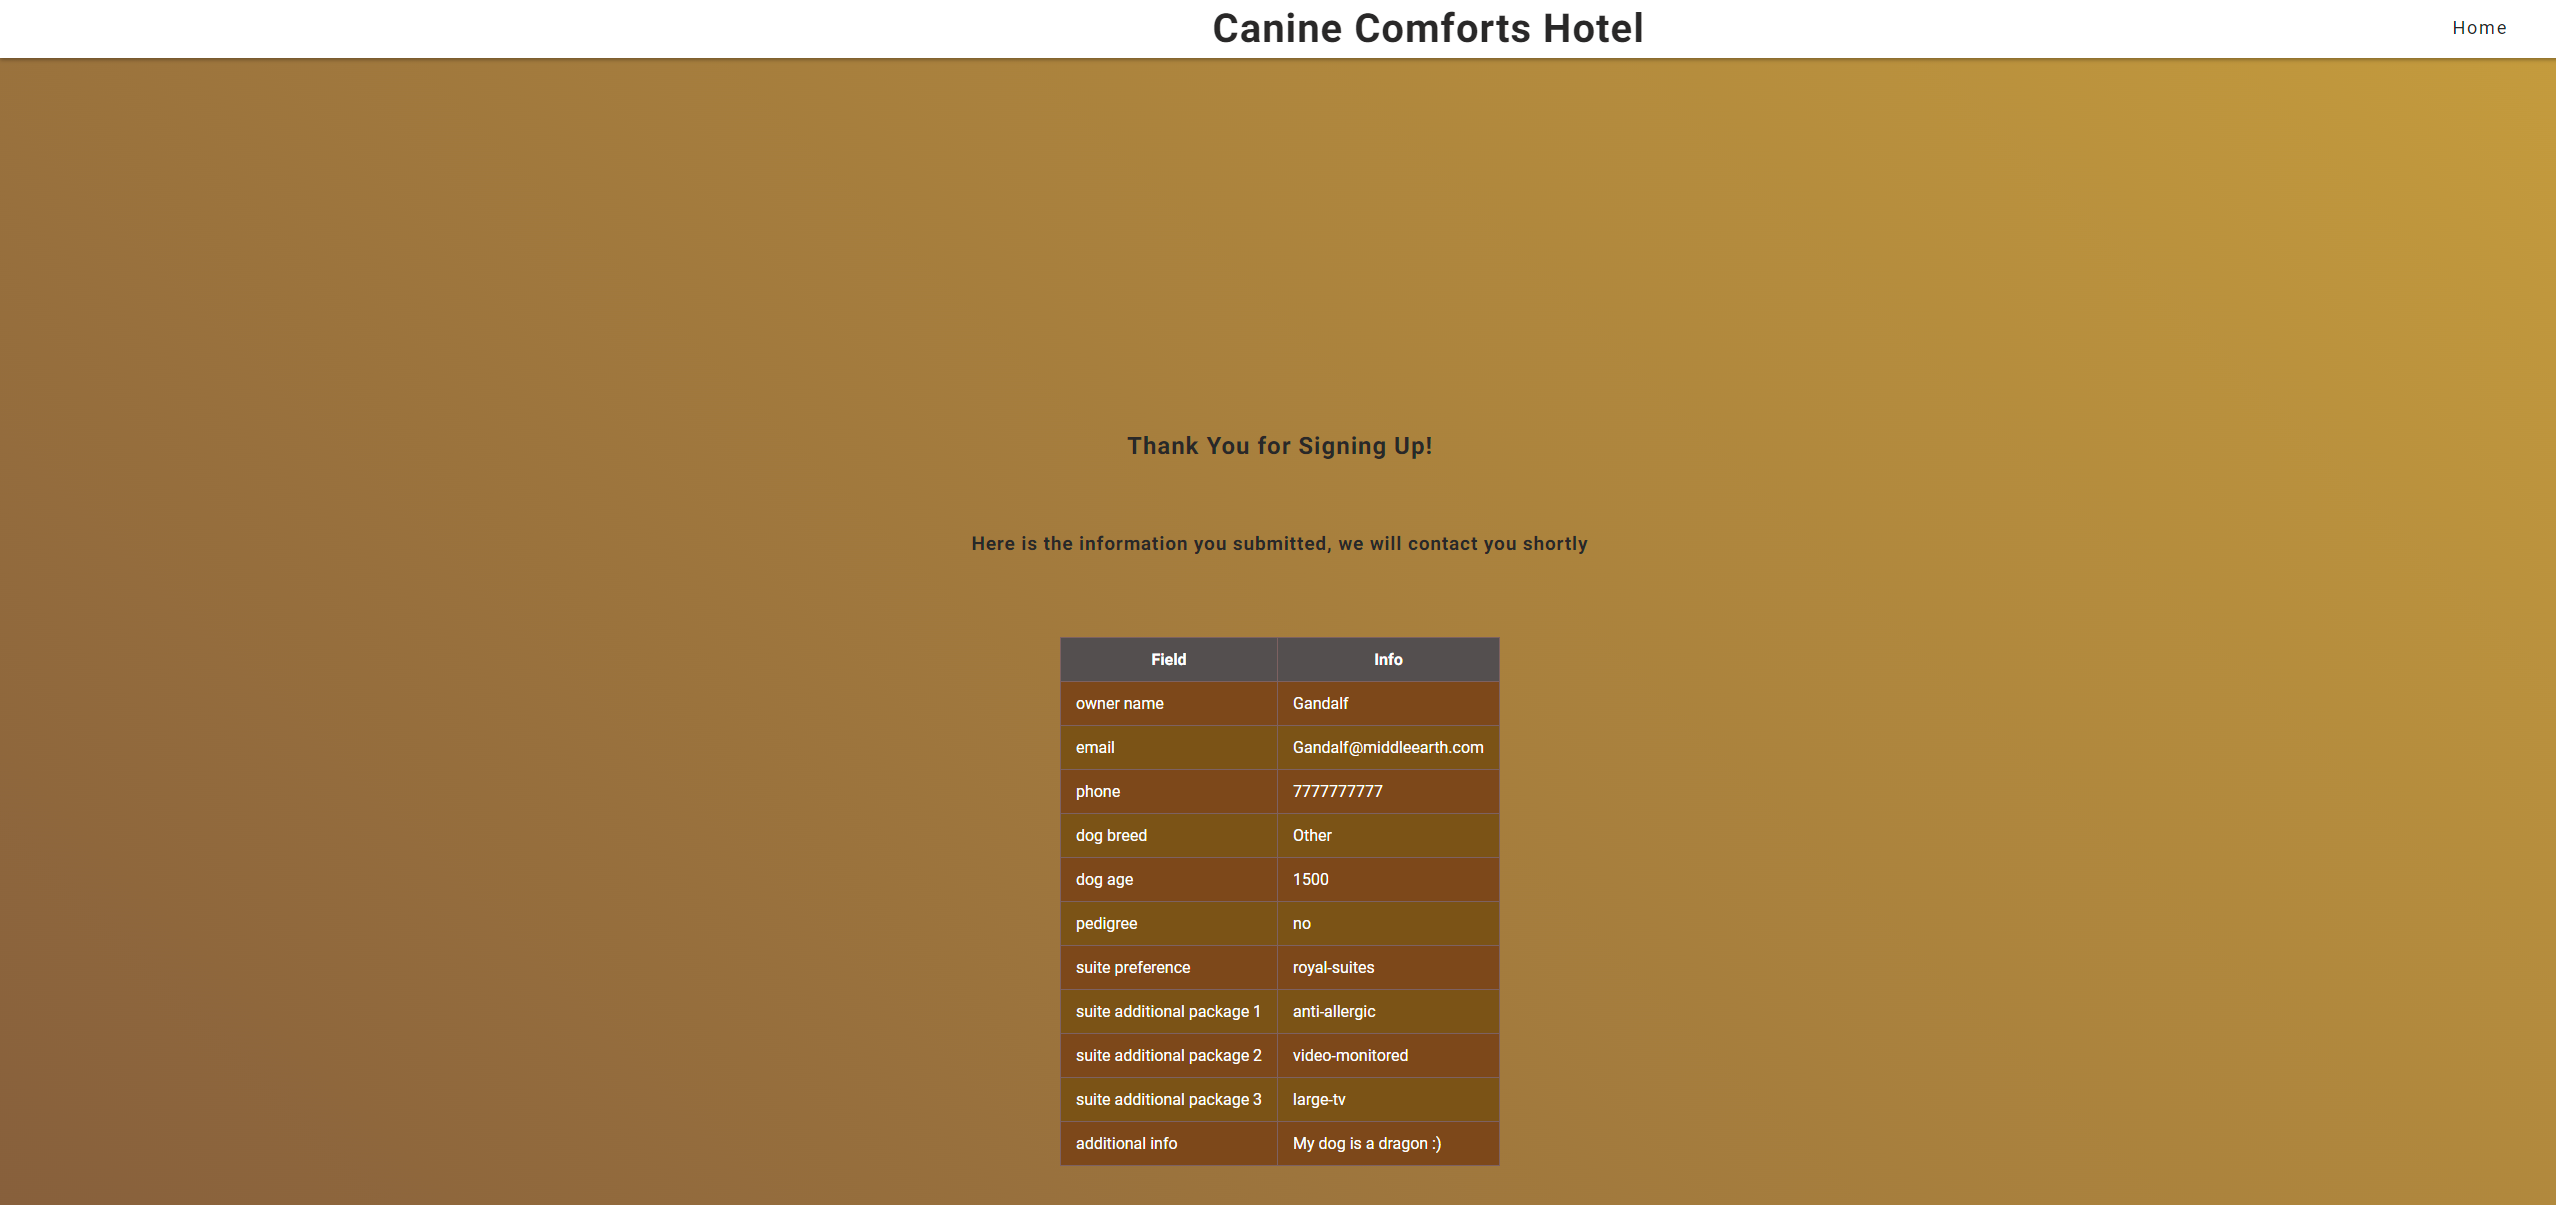 Canine Comforts Hotel
Home
Thank You for Signing Up!
Here is the information you submitted, we will contact you shortly
Field Info
owner name Gandalf
email Gandalf@middleearth.com
phone 7777777777
dog breed Other
dog age 1500
pedigree no
suite preference royal-suites
suite additional package 1 anti-allergic
suite additional package 2 video-monitored
suite additional package 3 large-tv
additional info My dog is a dragon :)